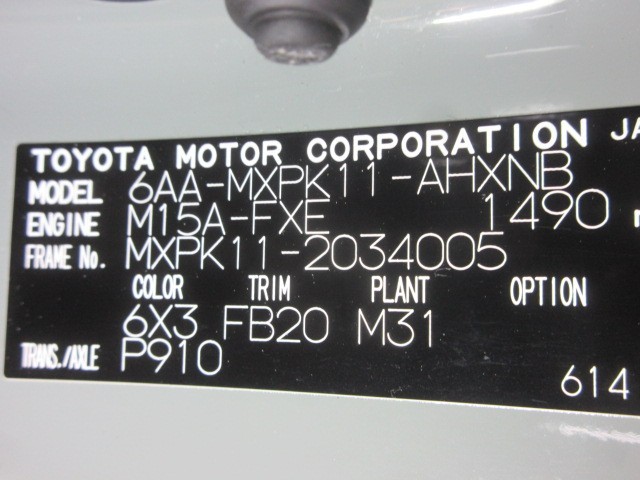 TOYOTA MOTOR CORPORATION JA
MODEL 6AA-MXPK11-AHXNB
ENGINE M15A-FXE 1490
FRAME No. MXPK11-2034005
COLOR TRIM PLANT OPTION
6X3 FB20 M31
TRANS./AXLE P910
614